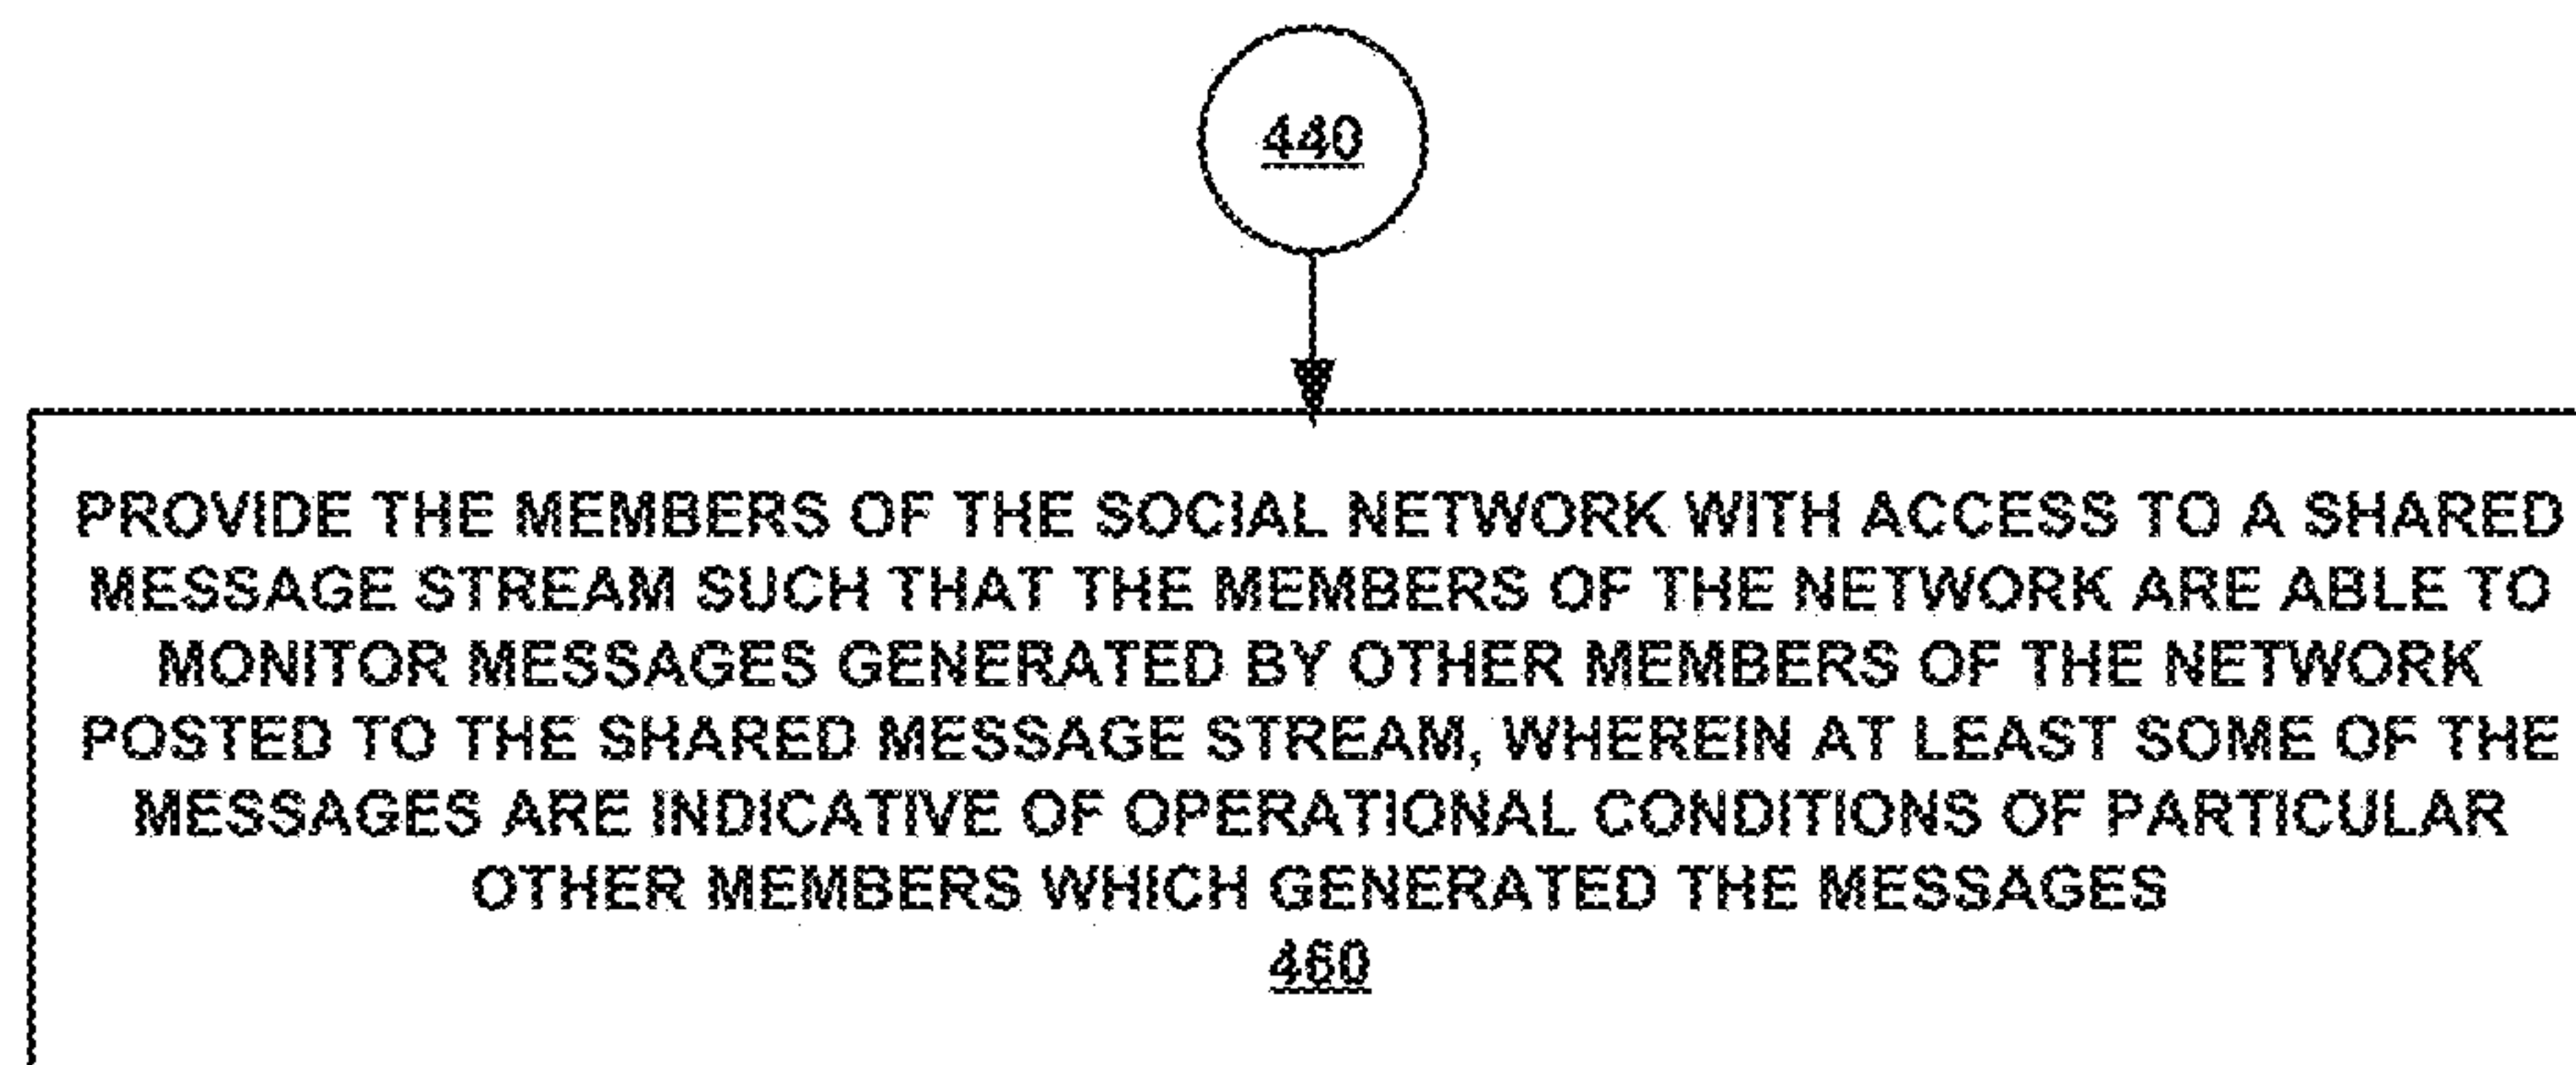 440
PROVIDE THE MEMBERS OF THE SOCIAL NETWORK WITH ACCESS TO A SHARED
MESSAGE STREAM SUCH THAT THE MEMBERS OF THE NETWORK ARE ABLE TO
MONITOR MESSAGES GENERATED BY OTHER MEMBERS OF THE NETWORK
POSTED TO THE SHARED MESSAGE STREAM, WHEREIN AT LEAST SOME OF THE
MESSAGES ARE INDICATIVE OF OPERATIONAL CONDITIONS OF PARTICULAR
OTHER MEMBERS WHICH GENERATED THE MESSAGES
460